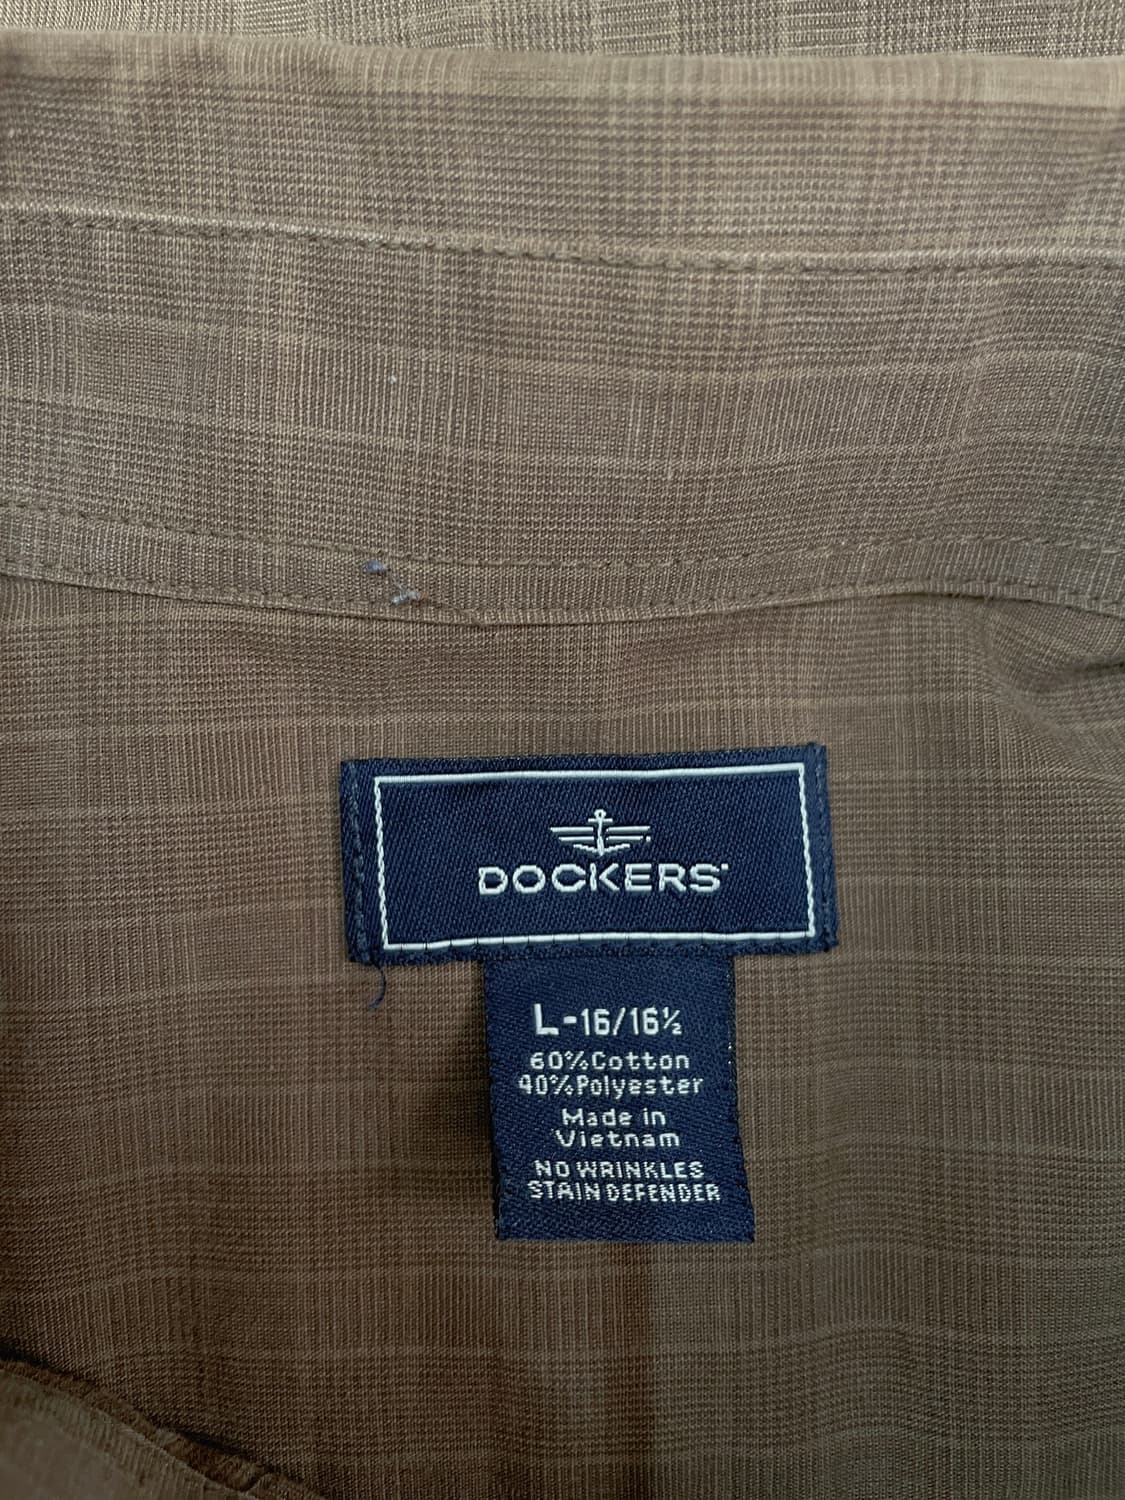 DOCKERS
L-16/16½
60%Cotton
40%Polyester
Made in
Vietnam
NO WRINKLES
STAIN DEFENDER